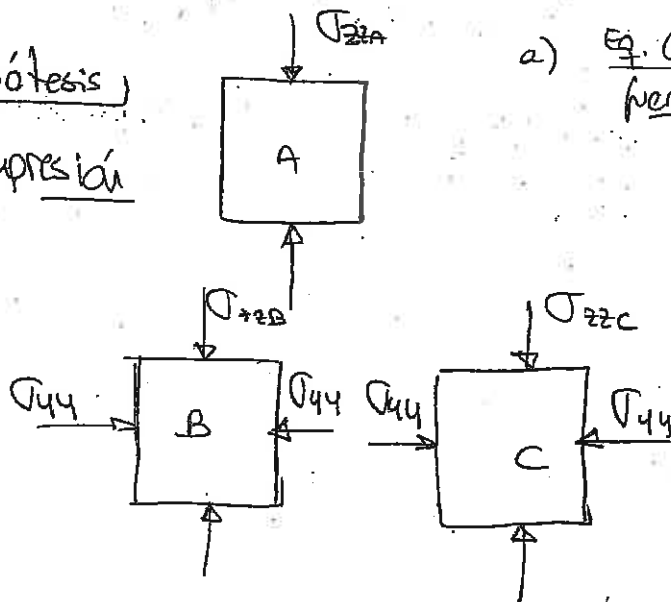 σzzA
ótesis,
a) Eq.
presión
A
σzzB
σzzC
σyy
σyy
σyy
σyy
B
C